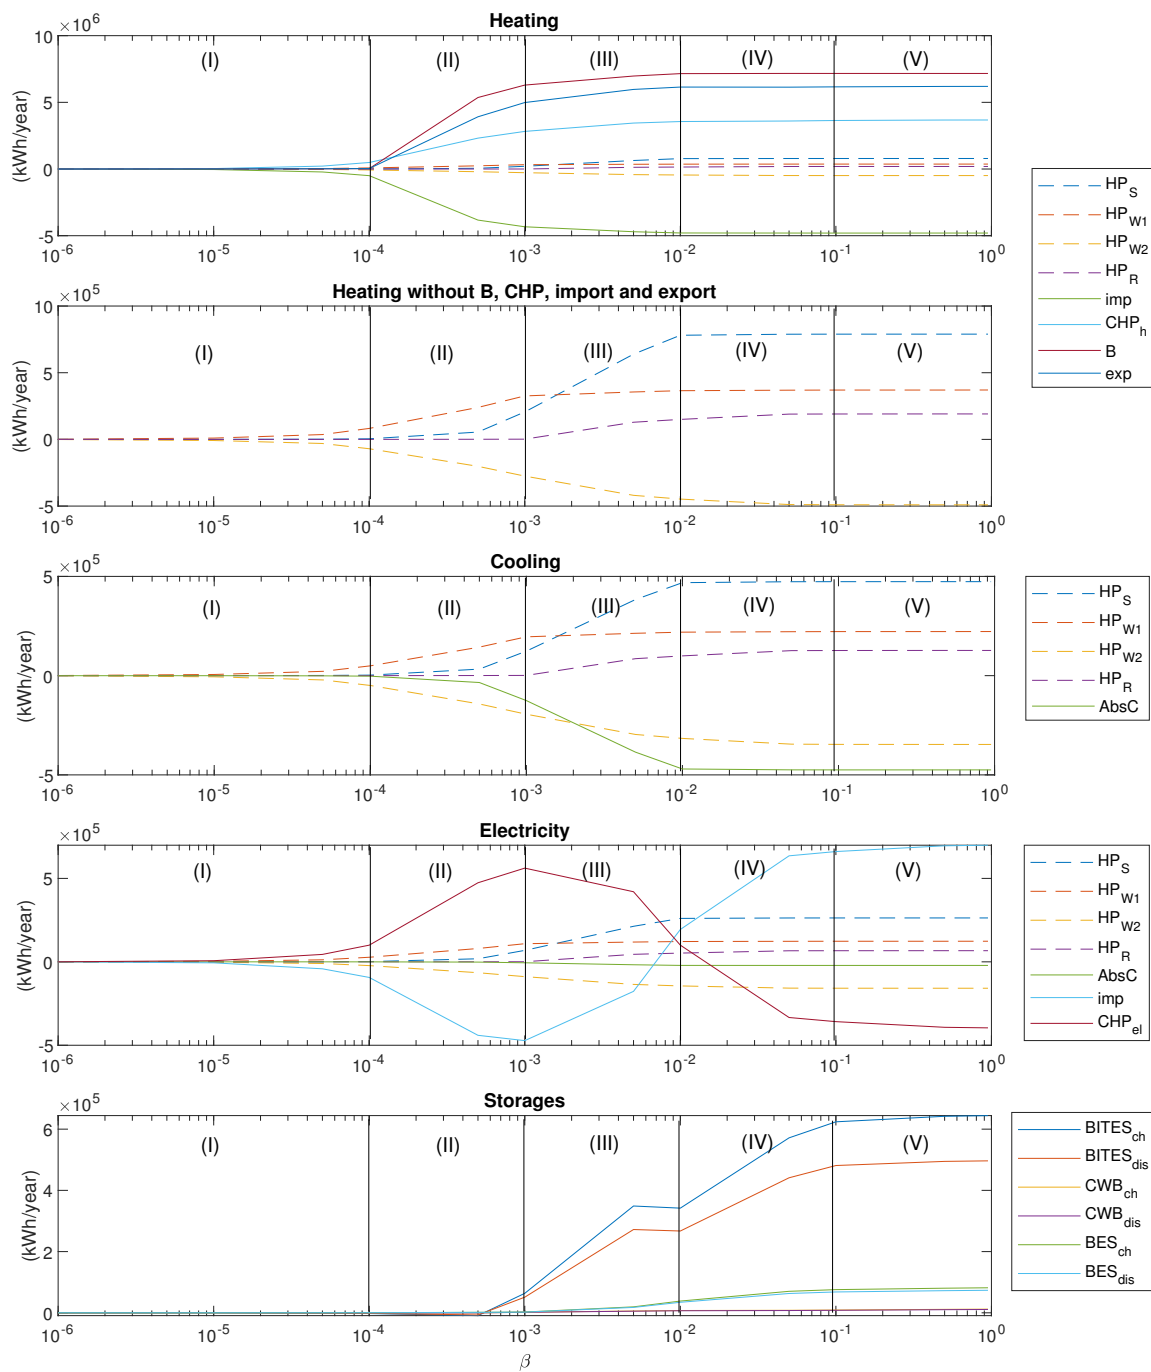 ×10^6
Heating
(I) (II) (III) (IV) (V)
10
5
0
-5
(kWh/year)
10^-6 10^-5 10^-4 10^-3 10^-2 10^-1 10^0
HP_S
HP_W1
HP_W2
HP_R
imp
CHP_h
B
exp
×10^5
Heating without B, CHP, import and export
(I) (II) (III) (IV) (V)
10
5
0
-5
(kWh/year)
10^-6 10^-5 10^-4 10^-3 10^-2 10^-1 10^0
×10^5
Cooling
(I) (II) (III) (IV) (V)
5
0
-5
(kWh/year)
10^-6 10^-5 10^-4 10^-3 10^-2 10^-1 10^0
HP_S
HP_W1
HP_W2
HP_R
AbsC
×10^5
Electricity
(I) (II) (III) (IV) (V)
5
0
-5
(kWh/year)
10^-6 10^-5 10^-4 10^-3 10^-2 10^-1 10^0
HP_S
HP_W1
HP_W2
HP_R
AbsC
imp
CHP_el
×10^5
Storages
(I) (II) (III) (IV) (V)
6
4
2
0
(kWh/year)
10^-6 10^-5 10^-4 10^-3 10^-2 10^-1 10^0
β
BITES_ch
BITES_dis
CWB_ch
CWB_dis
BES_ch
BES_dis